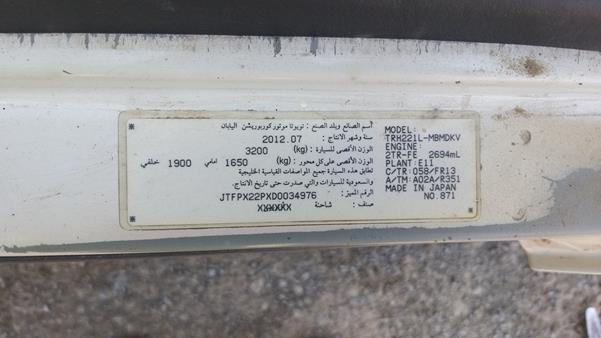 أسم الصانع وبلد الصنع : تويوتا موتور كوربوريشن اليابان
سنة وشهر الانتاج : 2012.07
الوزن الأقصى للسيارة : (kg) 3200
الوزن الأقصى على كل محور : (kg) 1650 امامي 1900 خلفي
تطابق هذه السيارة جميع المواصفات القياسية الخليجية
والسعودية للسيارات التي صدرت حتى تاريخ الانتاج.
الرقم المميز : JTFPX22PXD0034976
صنف : شاحنة
MODEL:
TRH221L-MBMDKV
ENGINE:
2TR-FE 2694mL
PLANT:E11
C/TR:058/FR13
A/TM:A02A/R351
MADE IN JAPAN
NO.871